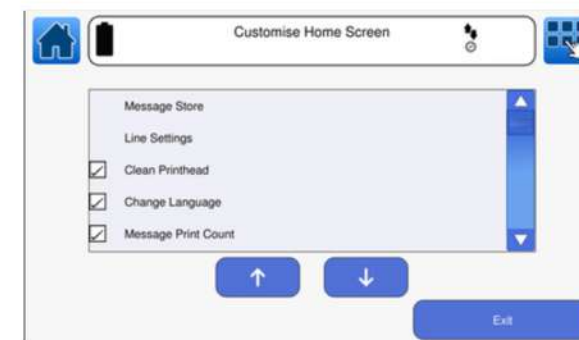 Customise Home Screen
Message Store
Line Settings
Clean Printhead
Change Language
Message Print Count
Exit